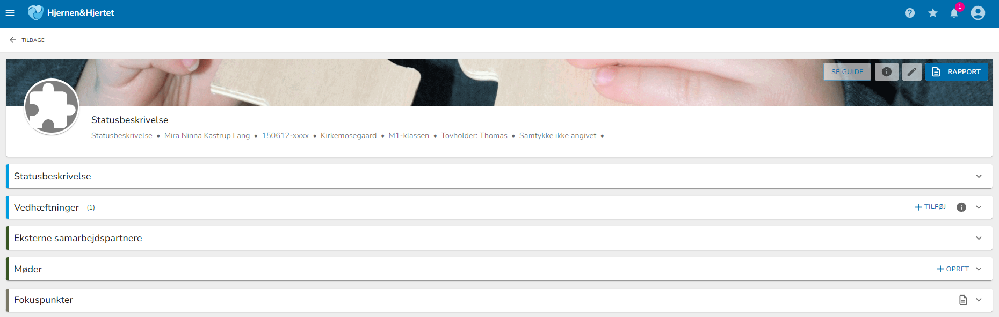 Hjernen&Hjertet
1
TILBAGE
SE GUIDE
RAPPORT
Statusbeskrivelse
Statusbeskrivelse • Mira Ninna Kastrup Lang • 150612-xxxx • Kirkemosegaard • M1-klassen • Tovholder: Thomas • Samtykke ikke angivet •
Statusbeskrivelse
Vedhæftninger (1) + TILFØJ
Eksterne samarbejdspartnere
Møder + OPRET
Fokuspunkter